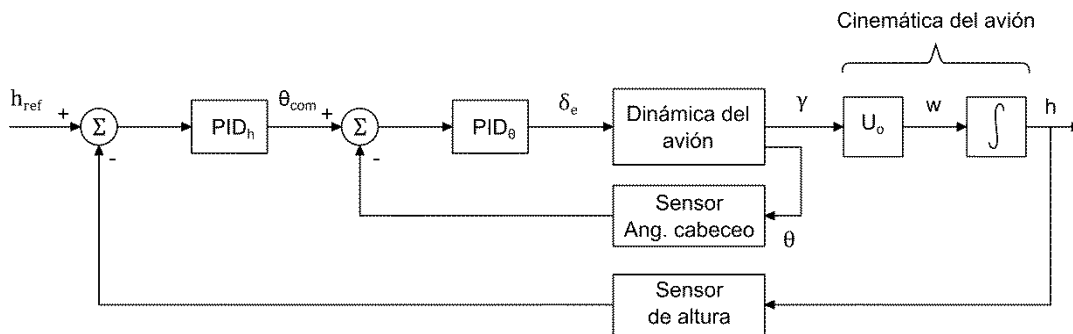 Cinemática del avión
h_ref
+
Σ
-
PID_h
θ_com
+
Σ
-
PID_θ
δ_e
Dinámica del
avión
γ
U_o
w
∫
h
Sensor
Ang. cabeceo
θ
Sensor
de altura